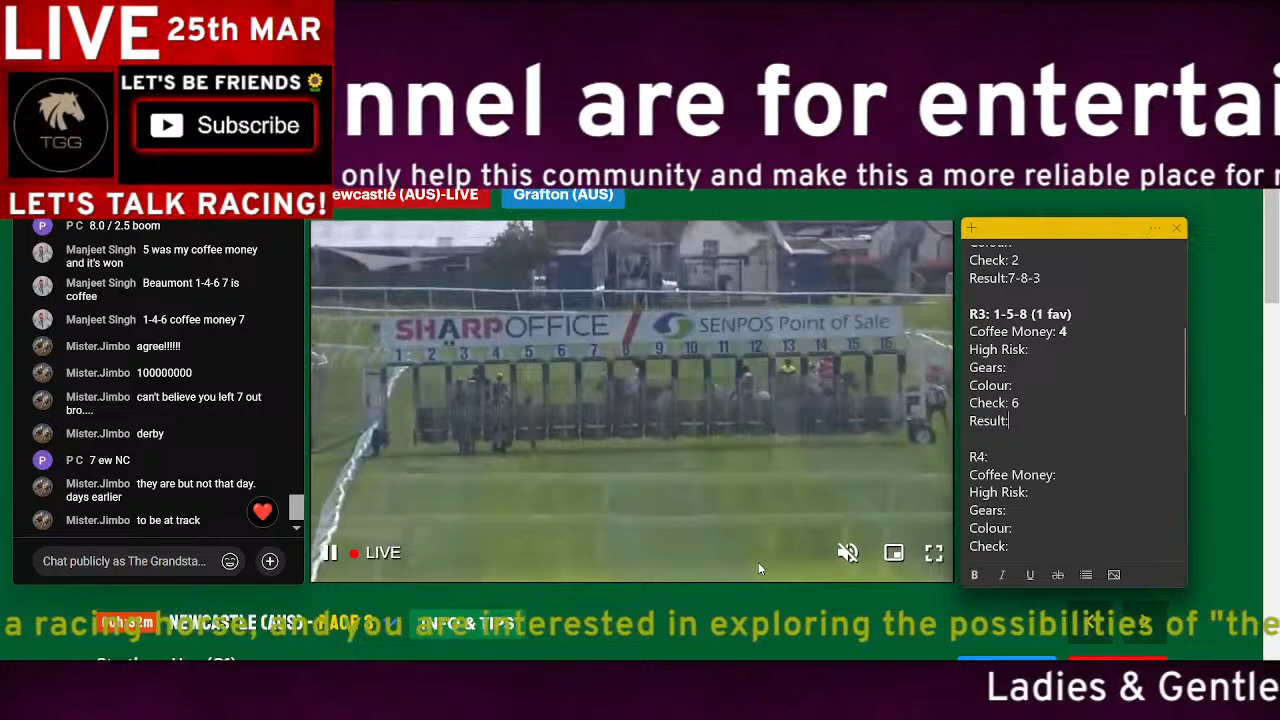 LIVE 25th MAR
nnel are for entertai
LET'S BE FRIENDS
TGG
Subscribe
only help this community and make this a more reliable place for r
LET'S TALK RACING!
ewcastle (AUS)-LIVE
Grafton (AUS)
P C 8.0 / 2.5 boom
Manjeet Singh 5 was my coffee money
and it's won
Manjeet Singh Beaumont 1-4-6 7 is
coffee
Manjeet Singh 1-4-6 coffee money 7
Mister.Jimbo agree!!!!!!
Mister.Jimbo 100000000
Mister.Jimbo can't believe you left 7 out
bro....
Mister.Jimbo derby
P P C 7 ew NC
Mister.Jimbo they are but not that day.
days earlier
Mister.Jimbo to be at track
Chat publicly as The Grandsta...
SHARPOFFICE SENPOS Point of Sale
1 2 3 4 5 6 7 8 9 10 11 12 13 14 15 16
LIVE
Check: 2
Result:7-8-3
R3: 1-5-8 (1 fav)
Coffee Money: 4
High Risk:
Gears:
Colour:
Check: 6
Result:
R4:
Coffee Money:
High Risk:
Gears:
Colour:
Check:
B I U ab
NEWCASTLE (AUS) -
INFO & TIPS
a racing horse, and you are interested in exploring the possibilities of "the
Ladies & Gentle